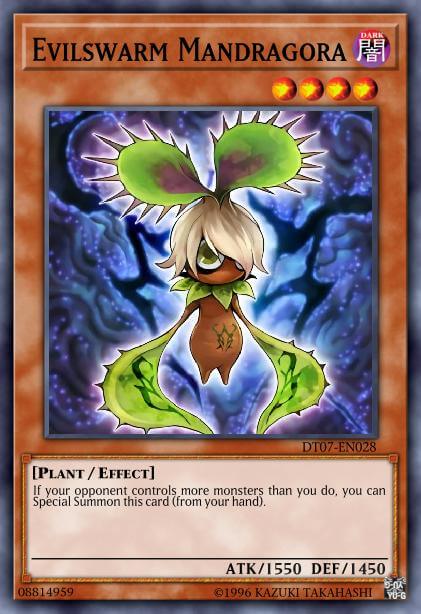 EVILSWARM MANDRAGORA
DARK
闇
DT07-EN028
[PLANT / EFFECT]
If your opponent controls more monsters than you do, you can
Special Summon this card (from your hand).
ATK/1550 DEF/1450
08814959
©1996 KAZUKI TAKAHASHI